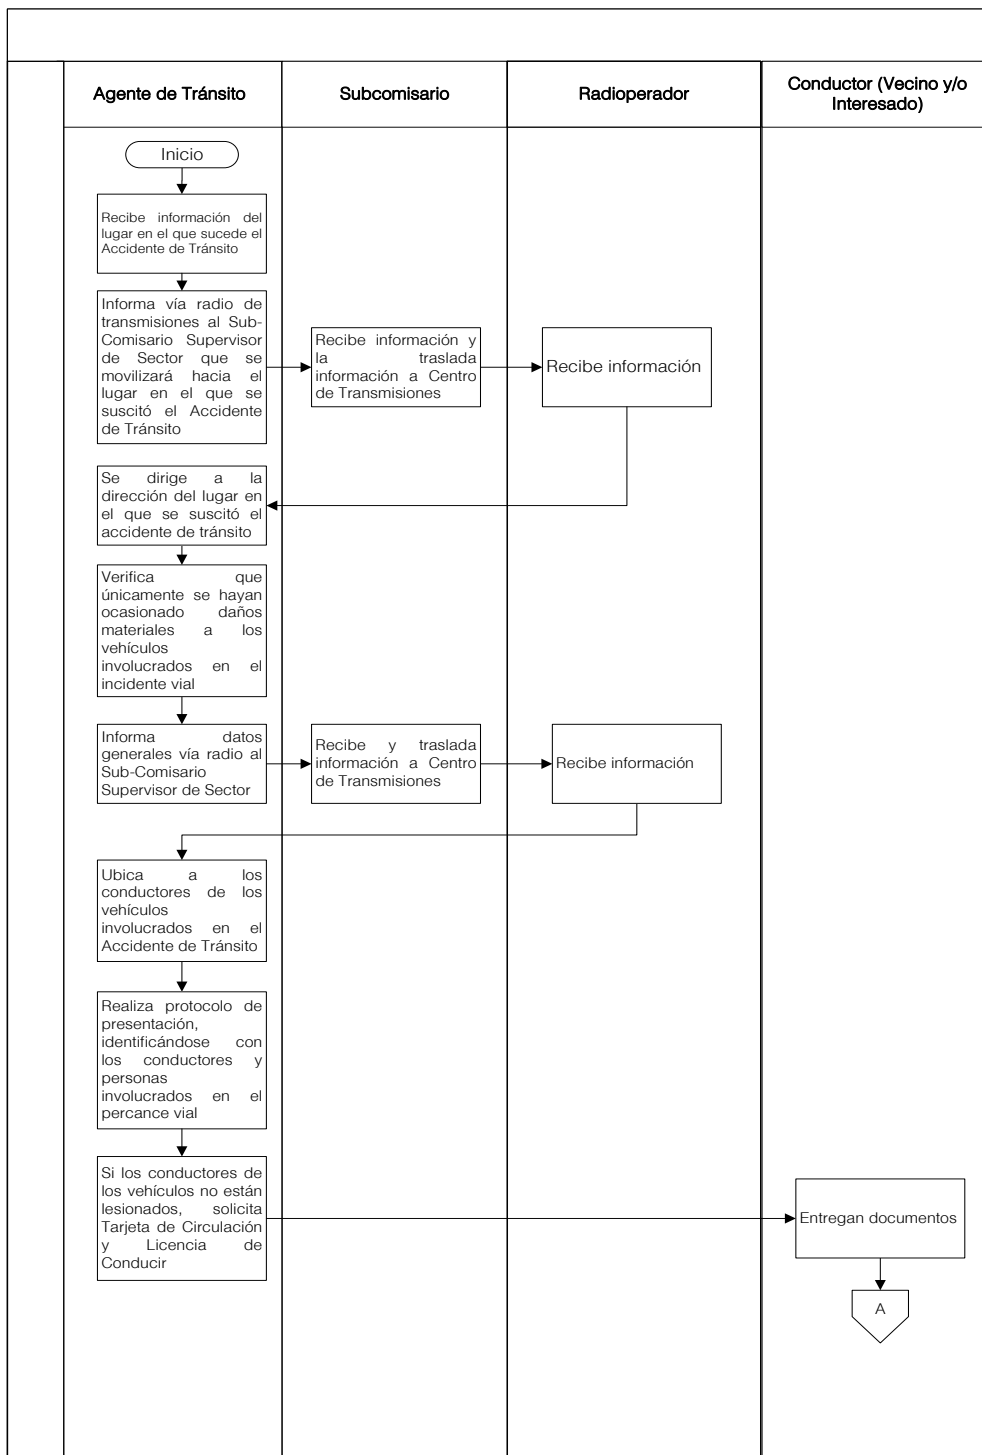 Agente de Tránsito
Subcomisario
Radioperador
Conductor (Vecino y/o
Interesado)
Inicio
Recibe información del
lugar en el que sucede el
Accidente de Tránsito
Informa vía radio de
transmisiones al Sub-
Comisario Supervisor
de Sector que se
movilizará hacia el
lugar en el que se
suscitó el Accidente
de Tránsito
Recibe información y
la traslada
información a Centro
de Transmisiones
Recibe información
Se dirige a la
dirección del lugar en
el que se suscitó el
accidente de tránsito
Verifica que
únicamente se hayan
ocasionado daños
materiales a los
vehículos
involucrados en el
incidente vial
Informa datos
generales vía radio al
Sub-Comisario
Supervisor de Sector
Recibe y traslada
información a Centro
de Transmisiones
Recibe información
Ubica a los
conductores de los
vehículos
involucrados en el
Accidente de Tránsito
Realiza protocolo de
presentación,
identificándose con
los conductores y
personas
involucrados en el
percance vial
Si los conductores de
los vehículos no están
lesionados, solicita
Tarjeta de Circulación
y Licencia de
Conducir
Entregan documentos
A